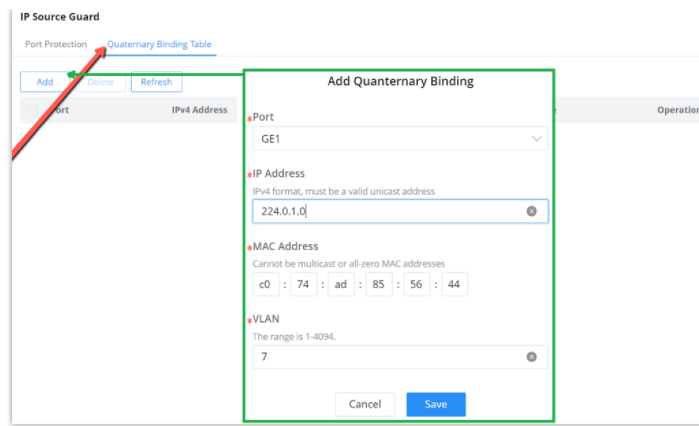 IP Source Guard
Port Protection Quaternary Binding Table
Add Delete Refresh
Port IPv4 Address Operation
Add Quanternary Binding
*Port
GE1
*IP Address
IPv4 format, must be a valid unicast address
224.0.1.0
*MAC Address
Cannot be multicast or all-zero MAC addresses
c0 : 74 : ad : 85 : 56 : 44
*VLAN
The range is 1-4094.
7
Cancel Save